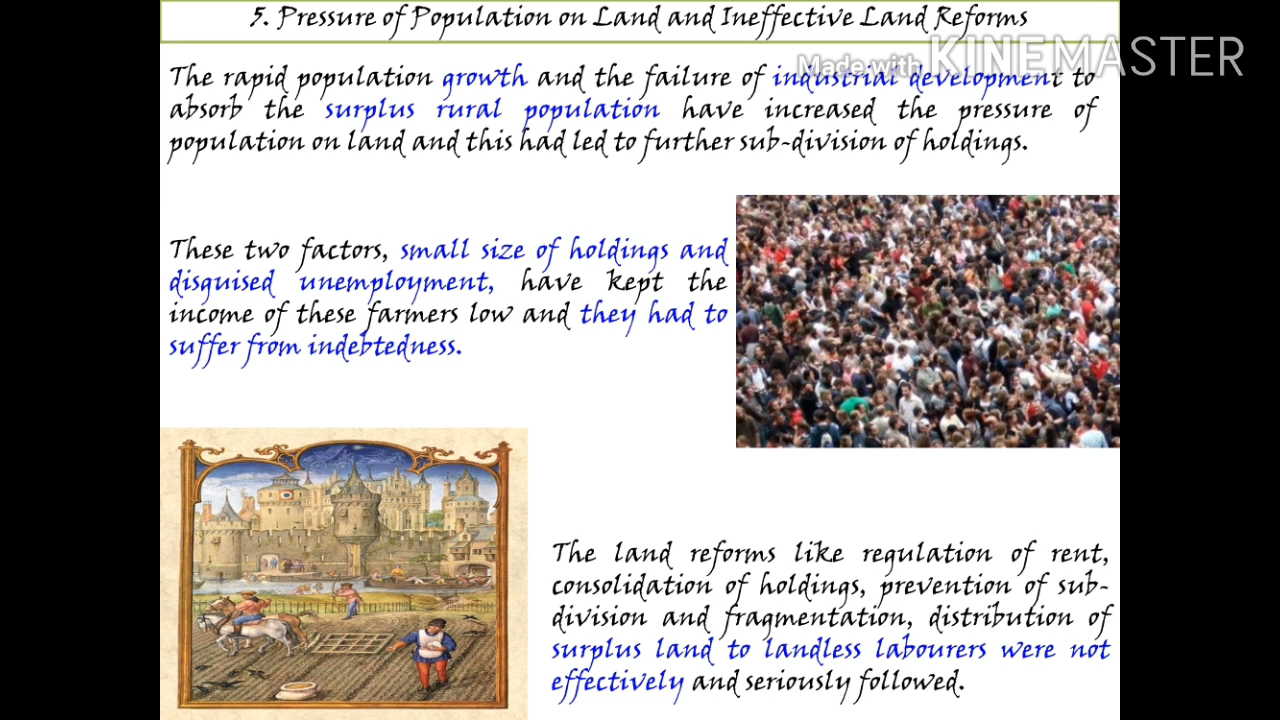 5. Pressure of Population on Land and Ineffective Land Reforms
Made with KINEMASTER
The rapid population growth and the failure of industrial development to
absorb the surplus rural population have increased the pressure of
population on land and this had led to further sub-division of holdings.
These two factors, small size of holdings and
disguised unemployment, have kept the
income of these farmers low and they had to
suffer from indebtedness.
The land reforms like regulation of rent,
consolidation of holdings, prevention of sub-
division and fragmentation, distribution of
surplus land to landless labourers were not
effectively and seriously followed.